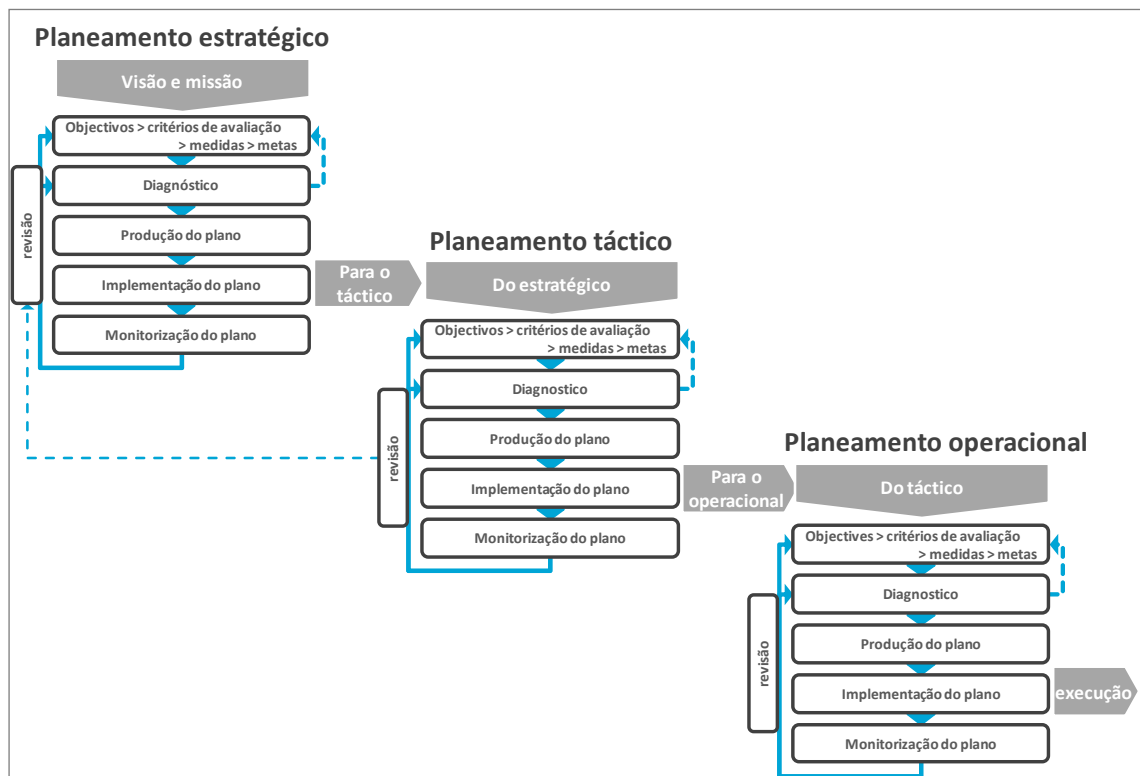 Planeamento estratégico
Visão e missão
Objectivos > critérios de avaliação
> medidas > metas
Diagnóstico
Produção do plano
Implementação do plano
Monitorização do plano
revisão
Para o
táctico
Planeamento táctico
Do estratégico
Objectivos > critérios de avaliação
> medidas > metas
Diagnostico
Produção do plano
Implementação do plano
Monitorização do plano
revisão
Para o
operacional
Planeamento operacional
Do táctico
Objectives > critérios de avaliação
> medidas > metas
Diagnostico
Produção do plano
Implementação do plano
Monitorização do plano
revisão
execução